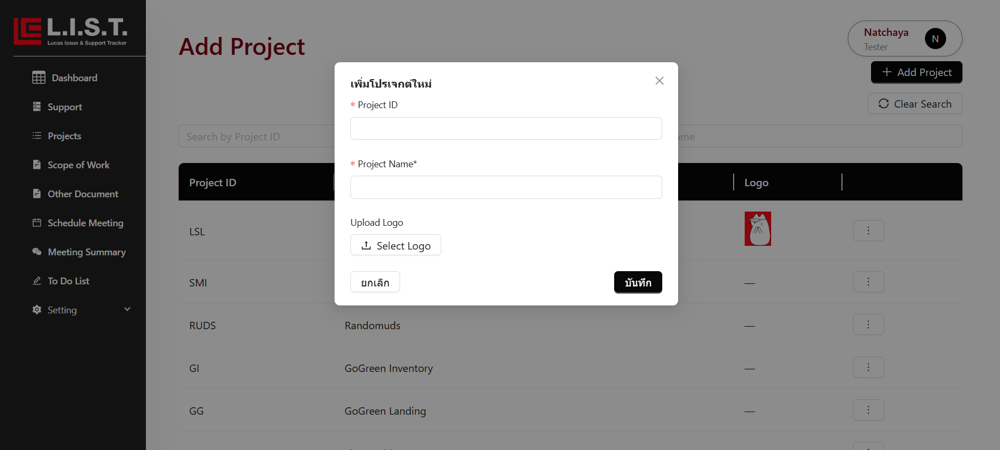 L.I.S.T.
Lucas Issue & Support Tracker
Dashboard
Support
Projects
Scope of Work
Other Document
Schedule Meeting
Meeting Summary
To Do List
Setting
Add Project
Natchaya
Tester
N
Add Project
Clear Search
Search by Project ID
ame
Project ID
Logo
LSL
SMI
—
RUDS
Randomuds
—
GI
GoGreen Inventory
—
GG
GoGreen Landing
—
เพิ่มโปรเจกต์ใหม่
* Project ID
* Project Name*
Upload Logo
Select Logo
ยกเลิก
บันทึก